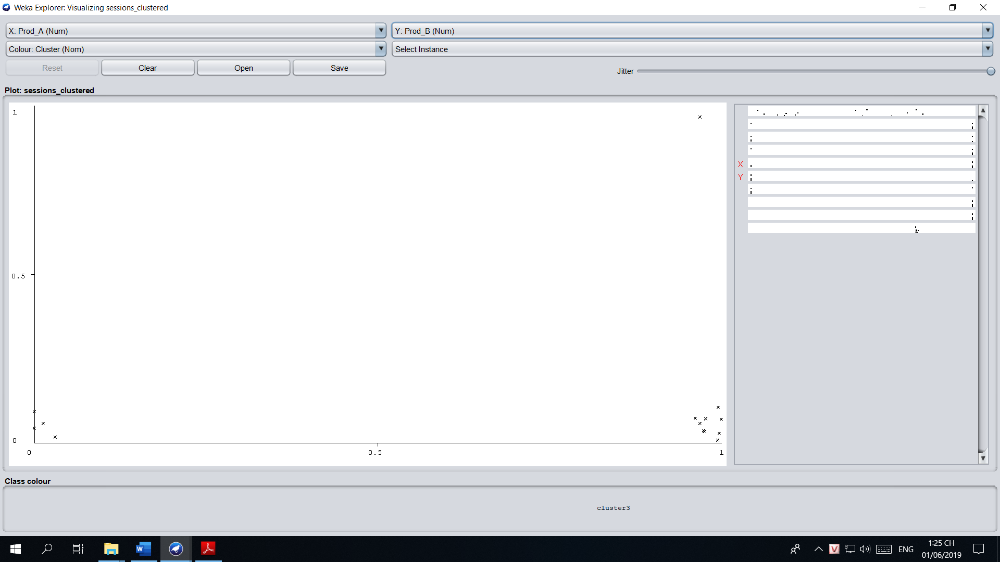 Weka Explorer: Visualizing sessions_clustered
X: Prod_A (Num)
Y: Prod_B (Num)
Colour: Cluster (Nom)
Select Instance
Reset
Clear
Open
Save
Jitter
Plot: sessions_clustered
1
0.5
0
0
0.5
1
X
Y
Class colour
cluster3
ENG
1:25 CH
01/06/2019